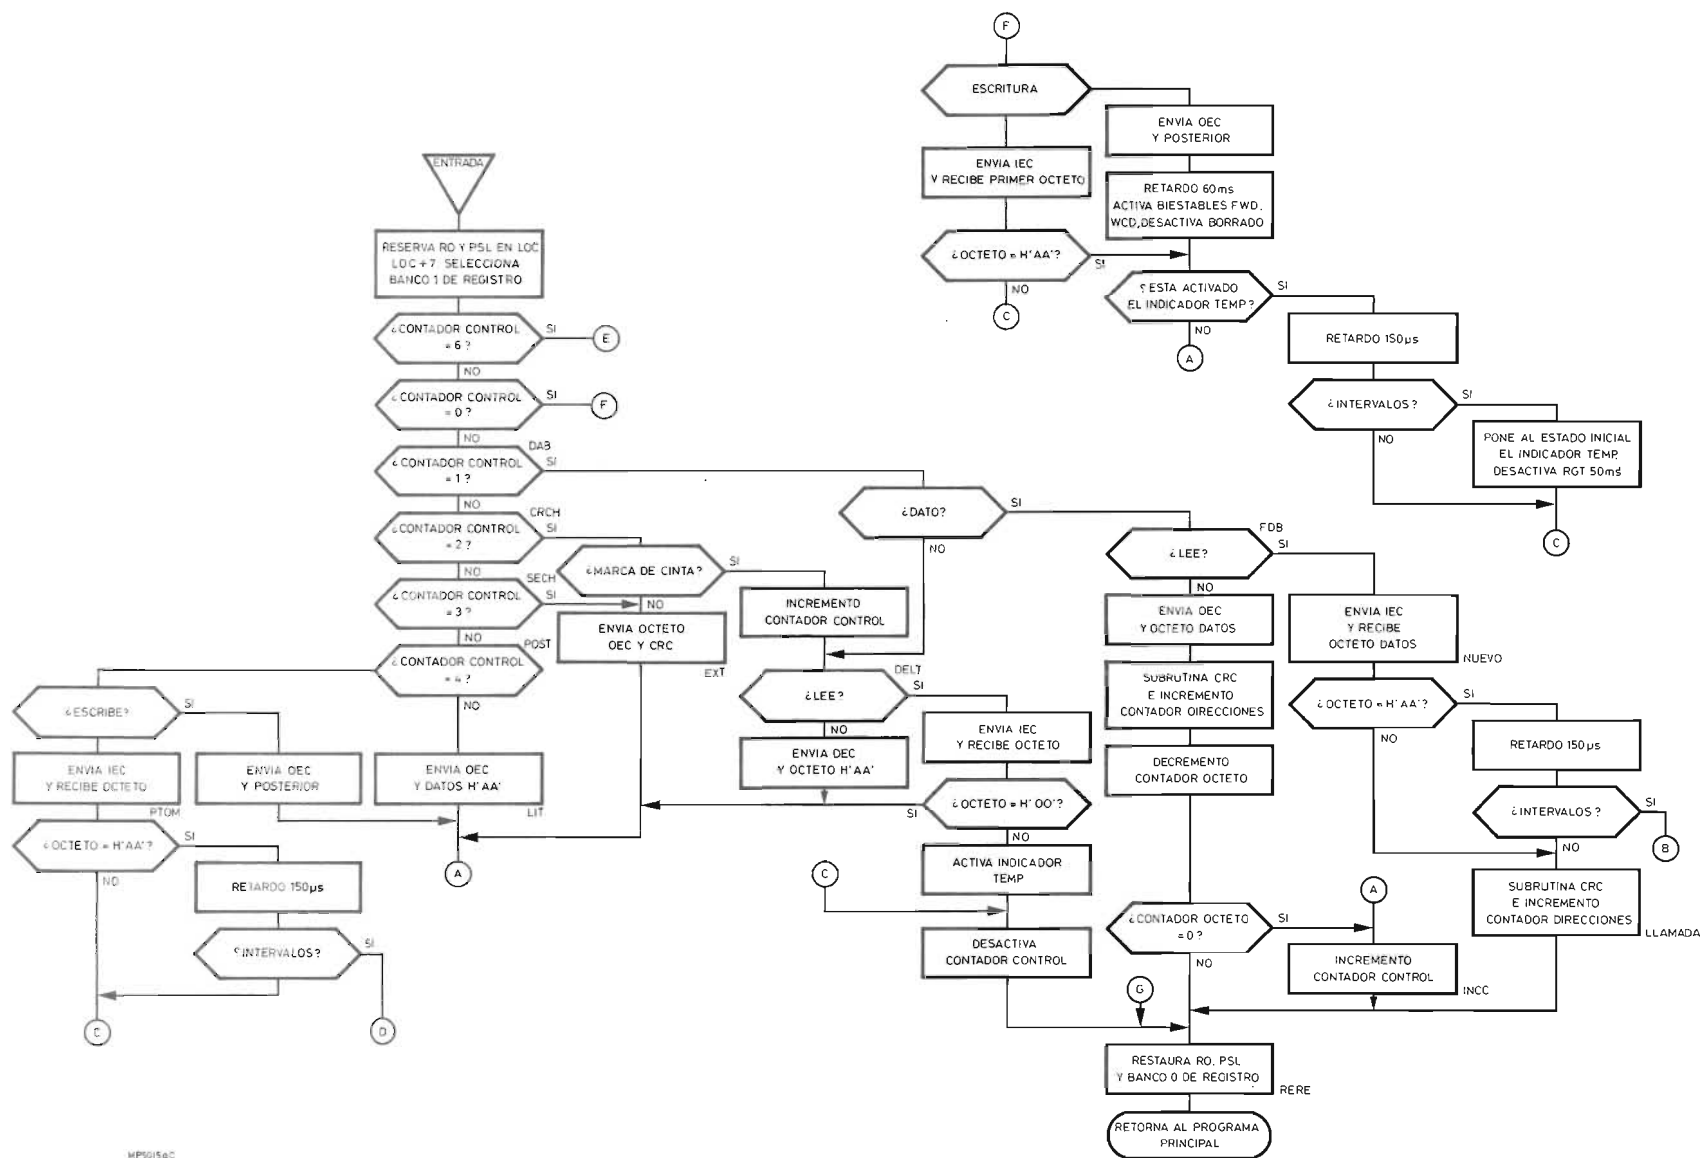 F
ESCRITURA
ENVIA OEC
Y POSTERIOR
ENVIA IEC
Y RECIBE PRIMER OCTETO
RETARDO 60ms
ACTIVA BIESTABLES FWD,
WCD, DESACTIVA BORRADO
¿OCTETO = H'AA'?
SI
NO
C
¿ESTA ACTIVADO
EL INDICADOR TEMP?
SI
NO
A
RETARDO 150µs
¿INTERVALOS?
SI
NO
PONE AL ESTADO INICIAL
EL INDICADOR TEMP.
DESACTIVA RGT 50ms
C
ENTRADA
RESERVA RO Y PSL EN LOC
LOC + 7. SELECCIONA
BANCO 1 DE REGISTRO
¿CONTADOR CONTROL
= 6?
SI
E
NO
¿CONTADOR CONTROL
= 0?
SI
F
NO
DAB
¿CONTADOR CONTROL
= 1?
SI
NO
CRCH
¿CONTADOR CONTROL
= 2?
SI
NO
SECH
¿CONTADOR CONTROL
= 3?
SI
NO
POST
¿CONTADOR CONTROL
= 4?
NO
¿MARCA DE CINTA?
SI
NO
ENVIA OCTETO
OEC Y CRC
EXT
INCREMENTO
CONTADOR CONTROL
¿DATO?
SI
NO
DELT
¿LEE?
SI
NO
ENVIA OEC
Y OCTETO H'AA'
ENVIA IEC
Y RECIBE OCTETO
¿OCTETO = H'OO'?
SI
NO
ACTIVA INDICADOR
TEMP
C
DESACTIVA
CONTADOR CONTROL
FDB
¿LEE?
SI
NO
ENVIA OEC
Y OCTETO DATOS
SUBRUTINA CRC
E INCREMENTO
CONTADOR DIRECCIONES
DECREMENTO
CONTADOR OCTETO
¿CONTADOR OCTETO
= 0?
SI
NO
ENVIA IEC
Y RECIBE
OCTETO DATOS
NUEVO
¿OCTETO = H'AA'?
SI
NO
RETARDO 150µs
¿INTERVALOS?
SI
NO
B
SUBRUTINA CRC
E INCREMENTO
CONTADOR DIRECCIONES
LLAMADA
A
INCREMENTO
CONTADOR CONTROL
INCC
G
RESTAURA RO, PSL
Y BANCO 0 DE REGISTRO
RERE
RETORNA AL PROGRAMA
PRINCIPAL
¿ESCRIBE?
SI
ENVIA IEC
Y RECIBE OCTETO
PTOM
ENVIA OEC
Y POSTERIOR
ENVIA OEC
Y DATOS H'AA'
LIT
A
¿OCTETO = H'AA'?
SI
NO
RETARDO 150µs
¿INTERVALOS?
SI
C
D